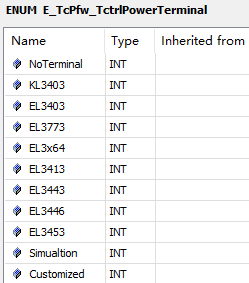 ENUM E_TcPfw_TctrlPowerTerminal
Name Type Inherited from
NoTerminal INT
KL3403 INT
EL3403 INT
EL3773 INT
EL3x64 INT
EL3413 INT
EL3443 INT
EL3446 INT
EL3453 INT
Simualtion INT
Customized INT